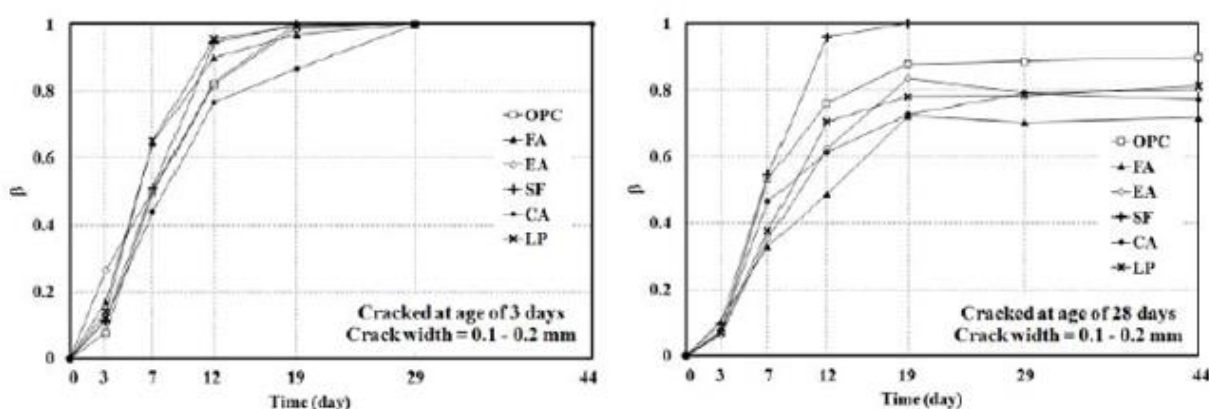 1
0.8
0.6
0.4
0.2
0
β
OPC
FA
EA
SF
CA
LP
Cracked at age of 3 days
Crack width = 0.1 - 0.2 mm
0 3 7 12 19 29 44
Time (day)
1
0.8
0.6
0.4
0.2
0
β
OPC
FA
EA
SF
CA
LP
Cracked at age of 28 days
Crack width = 0.1 - 0.2 mm
0 3 7 12 19 29 44
Time (day)